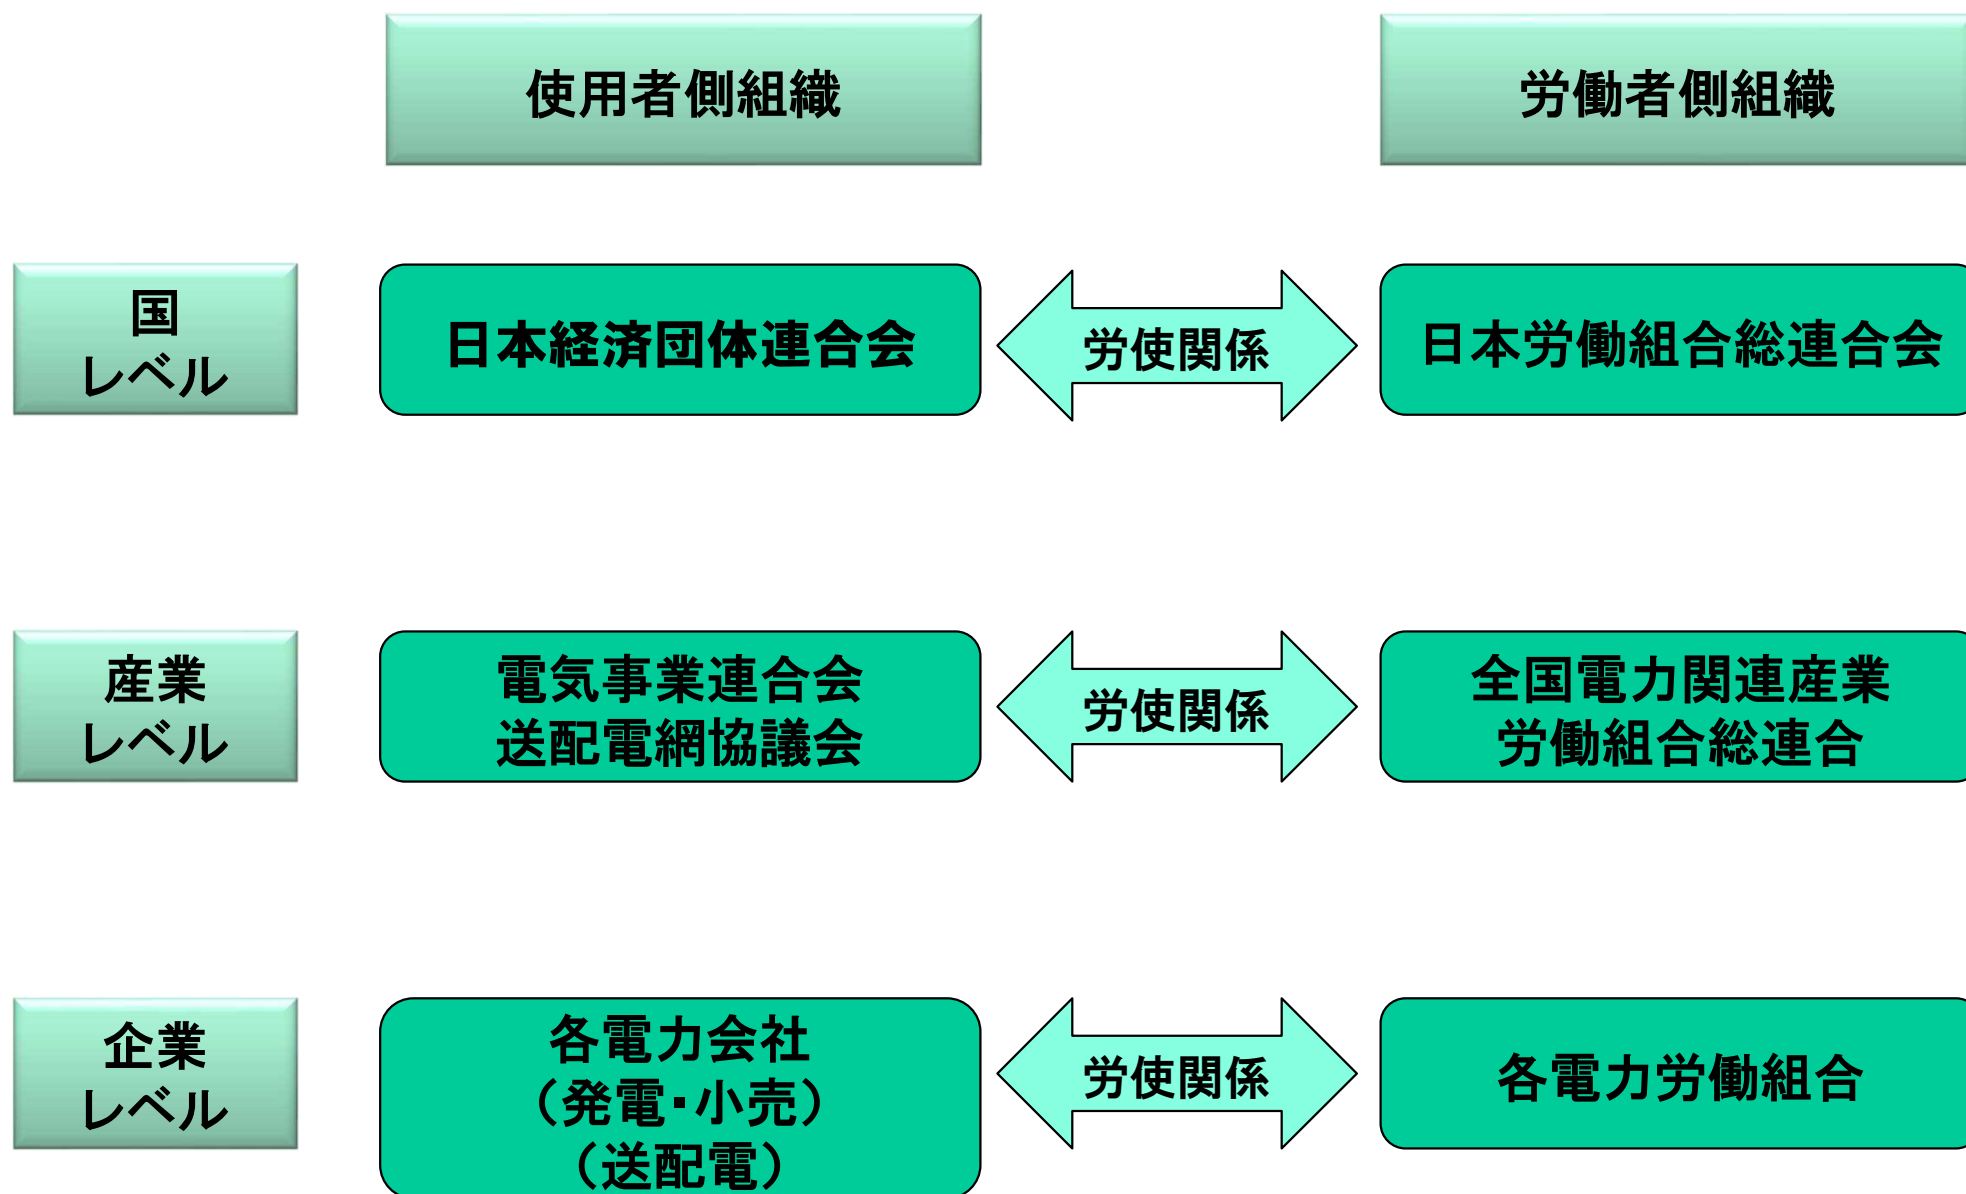 使用者側組織
労働者側組織
国
レベル
日本経済団体連合会
労使関係
日本労働組合総連合会
産業
レベル
電気事業連合会
送配電網協議会
労使関係
全国電力関連産業
労働組合総連合
企業
レベル
各電力会社
（発電・小売）
（送配電）
労使関係
各電力労働組合